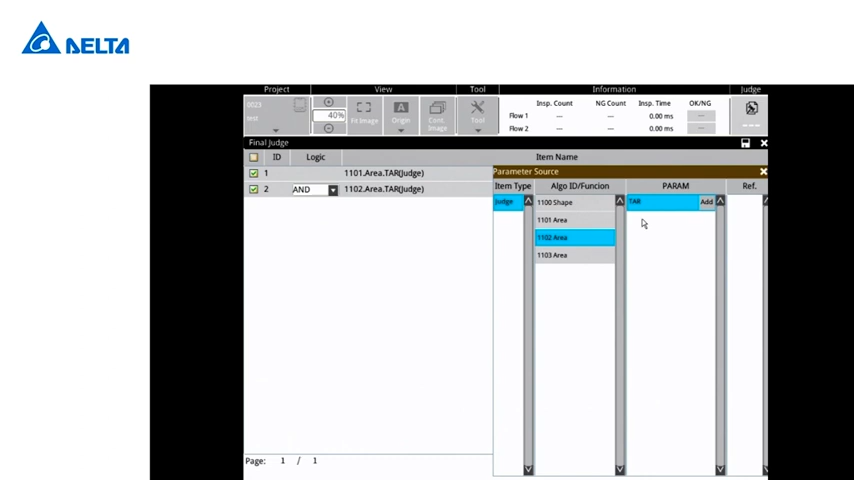 DELTA
Project View Tool Information Judge
0023
test
40%
Fit Image
Origin
Cont. Image
Tool
Insp. Count NG Count Insp. Time OK/NG
Flow 1 — — 0.00 ms —
Flow 2 — — 0.00 ms —
Final Judge
ID Logic Item Name
1 1101.Area.TAR(Judge)
2 AND 1102.Area.TAR(Judge)
Parameter Source
Item Type Algo ID/Funcion PARAM Ref.
Judge 1100 Shape TAR Add
1101 Area
1102 Area
1103 Area
Page: 1 / 1